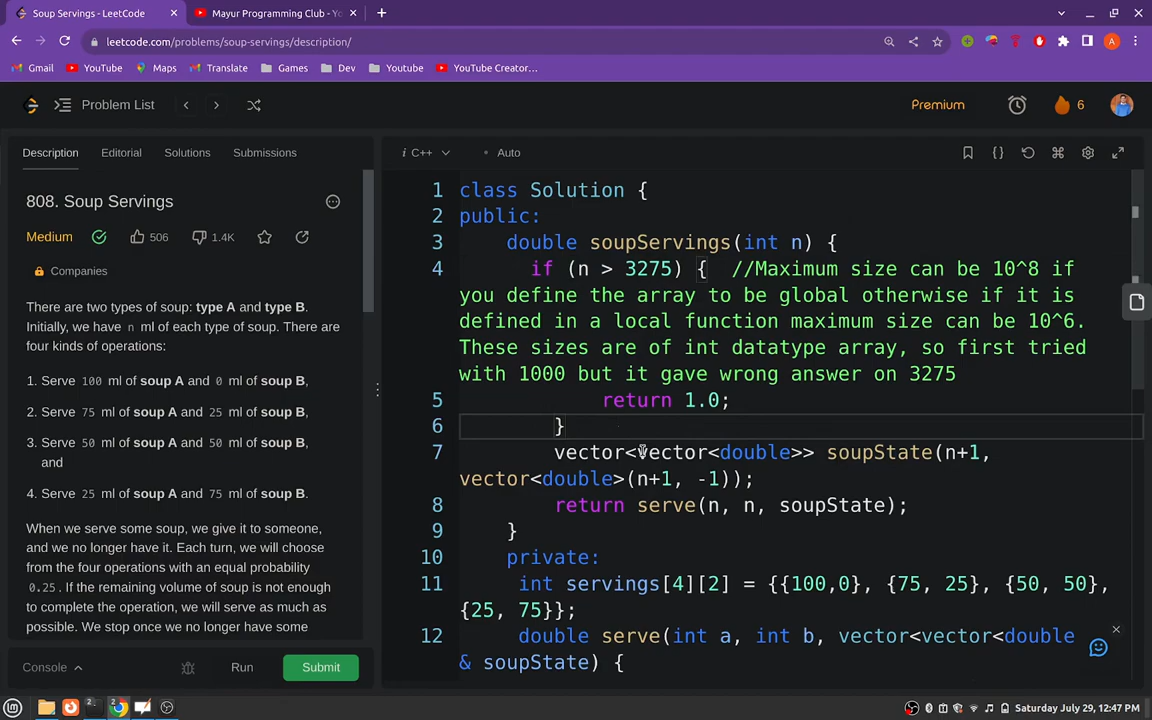 Soup Servings - LeetCode
Mayur Programming Club - Yo
leetcode.com/problems/soup-servings/description/
A
Gmail
YouTube
Maps
Translate
Games
Dev
Youtube
YouTube Creator...
Problem List
Premium
6
Description
Editorial
Solutions
Submissions
i C++
• Auto
808. Soup Servings
Medium
506
1.4K
Companies
There are two types of soup: type A and type B.
Initially, we have n ml of each type of soup. There are
four kinds of operations:
1. Serve 100 ml of soup A and 0 ml of soup B,
2. Serve 75 ml of soup A and 25 ml of soup B,
3. Serve 50 ml of soup A and 50 ml of soup B,
and
4. Serve 25 ml of soup A and 75 ml of soup B.
When we serve some soup, we give it to someone,
and we no longer have it. Each turn, we will choose
from the four operations with an equal probability
0.25. If the remaining volume of soup is not enough
to complete the operation, we will serve as much as
possible. We stop once we no longer have some
1 class Solution {
2 public:
3 double soupServings(int n) {
4 if (n > 3275) { //Maximum size can be 10^8 if
you define the array to be global otherwise if it is
defined in a local function maximum size can be 10^6.
These sizes are of int datatype array, so first tried
with 1000 but it gave wrong answer on 3275
5 return 1.0;
6 }
7 vector<vector<double>> soupState(n+1,
vector<double>(n+1, -1));
8 return serve(n, n, soupState);
9 }
10 private:
11 int servings[4][2] = {{100,0}, {75, 25}, {50, 50},
{25, 75}};
12 double serve(int a, int b, vector<vector<double
& soupState) {
Console
Run
Submit
2
Saturday July 29, 12:47 PM